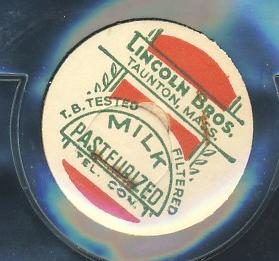 LINCOLN BROS.
TAUNTON, MASS.
T.B. TESTED
MILK
FILTERED
PASTEURIZED
TEL. CON.